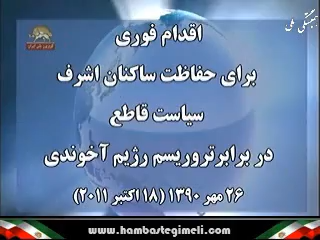 همبستگی ملی
اقدام فوری
برای حفاظت ساکنان اشرف
سیاست قاطع
در برابر تروریسم رژیم آخوندی
۲۶ مهر ۱۳۹۰ (۱۸ اکتبر ۲۰۱۱)
www.hambastegimeli.com